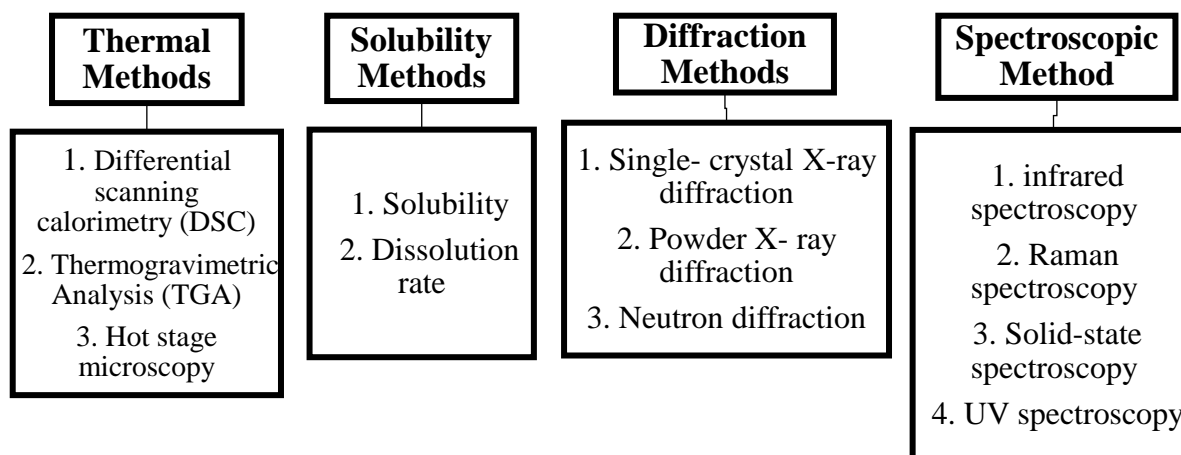 Thermal
Methods
1. Differential
scanning
calorimetry (DSC)
2. Thermogravimetric
Analysis (TGA)
3. Hot stage
microscopy
Solubility
Methods
1. Solubility
2. Dissolution
rate
Diffraction
Methods
1. Single- crystal X-ray
diffraction
2. Powder X- ray
diffraction
3. Neutron diffraction
Spectroscopic
Method
1. infrared
spectroscopy
2. Raman
spectroscopy
3. Solid-state
spectroscopy
4. UV spectroscopy